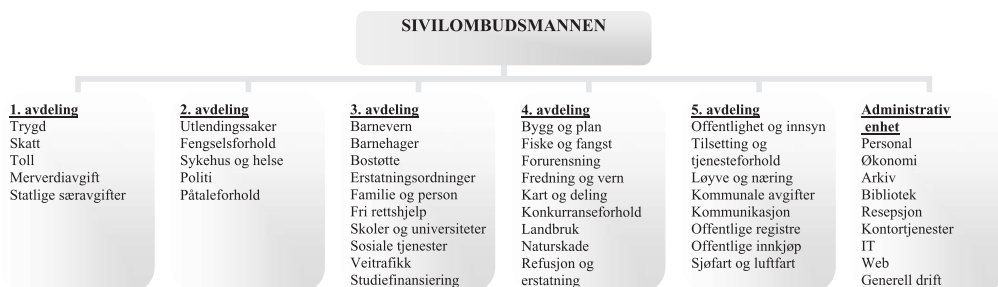 SIVILOMBUDSMANNEN
1. avdeling
Trygd
Skatt
Toll
Merverdiavgift
Statlige særavgifter
2. avdeling
Utlendingssaker
Fengselsforhold
Sykehus og helse
Politi
Påtaleforhold
3. avdeling
Barnevern
Barnehager
Bostøtte
Erstatningsordninger
Familie og person
Fri rettshjelp
Skoler og universiteter
Sosiale tjenester
Veitrafikk
Studiefinansiering
4. avdeling
Bygg og plan
Fiske og fangst
Forurensning
Fredning og vern
Kart og deling
Konkurranseforhold
Landbruk
Naturskade
Refusjon og
erstatning
5. avdeling
Offentlighet og innsyn
Tilsetting og
tjenesteforhold
Løyve og næring
Kommunale avgifter
Kommunikasjon
Offentlige registre
Offentlige innkjøp
Sjøfart og luftfart
Administrativ
enhet
Personal
Økonomi
Arkiv
Bibliotek
Resepsjon
Kontortjenester
IT
Web
Generell drift